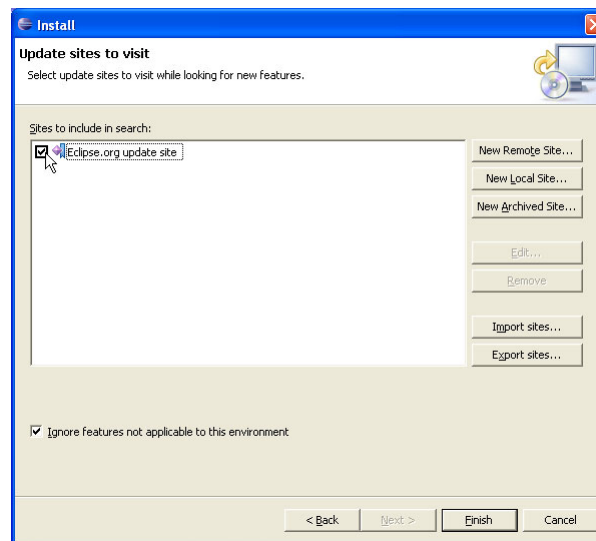 Install
Update sites to visit
Select update sites to visit while looking for new features.
Sites to include in search:
Eclipse.org update site
New Remote Site...
New Local Site...
New Archived Site...
Edit...
Remove
Import sites...
Export sites...
Ignore features not applicable to this environment
< Back Next > Finish Cancel